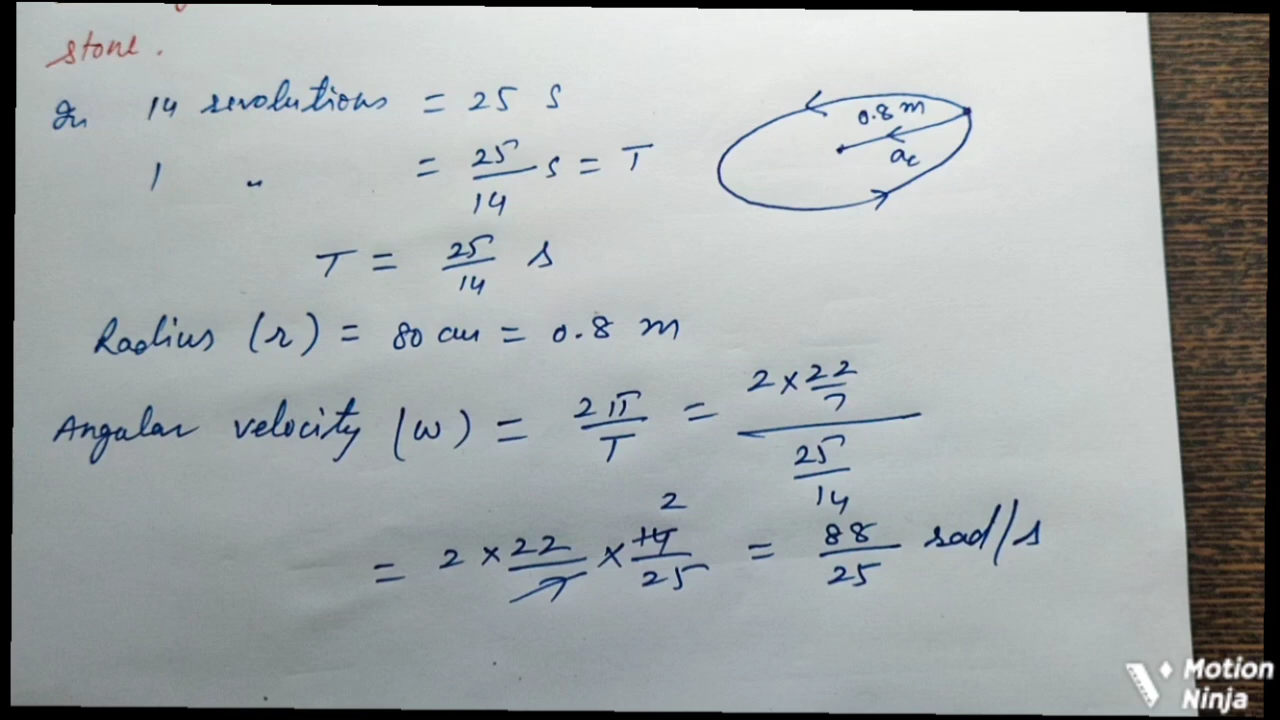 stone.
In 14 revolutions = 25 s
1 " = 25/14 s = T
T = 25/14 s
Radius (r) = 80 cm = 0.8 m
Angular velocity (ω) = 2π/T = (2 × 22/7)/(25/14)
= 2 × 22/7 × 14/25 = 88/25 rad/s
2
0.8 m
ac
Motion
Ninja